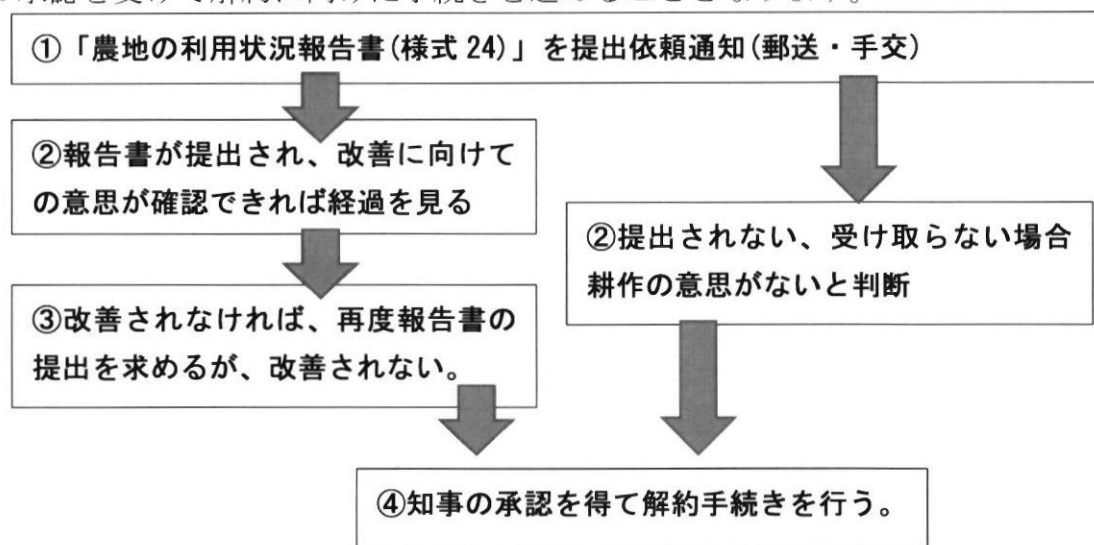 ①「農地の利用状況報告書(様式 24)」を提出依頼通知(郵送・手交)
②報告書が提出され、改善に向けて
の意思が確認できれば経過を見る
②提出されない、受け取らない場合
耕作の意思がないと判断
③改善されなければ、再度報告書の
提出を求めるが、改善されない。
④知事の承認を得て解約手続きを行う。